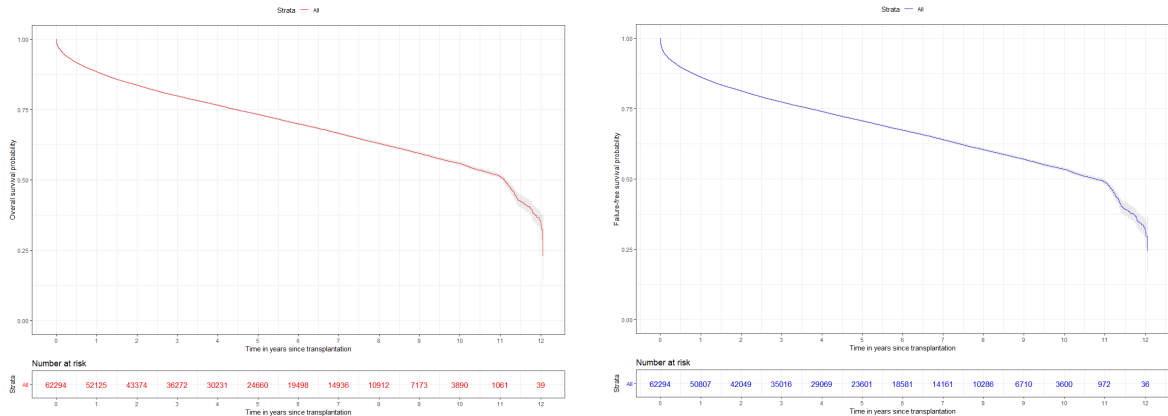 Strata — All
1.00
0.75
0.50
0.25
0.00
Overall survival probability
0 1 2 3 4 5 6 7 8 9 10 11 12
Time in years since transplantation
Number at risk
Strata
All 62294 52125 43374 36272 30231 24660 19498 14936 10912 7173 3890 1061 39
0 1 2 3 4 5 6 7 8 9 10 11 12
Time in years since transplantation
Strata — All
1.00
0.75
0.50
0.25
0.00
Failure-free survival probability
0 1 2 3 4 5 6 7 8 9 10 11 12
Time in years since transplantation
Number at risk
Strata
All 62294 50807 42049 35016 29069 23601 18581 14161 10286 6710 3600 972 36
0 1 2 3 4 5 6 7 8 9 10 11 12
Time in years since transplantation